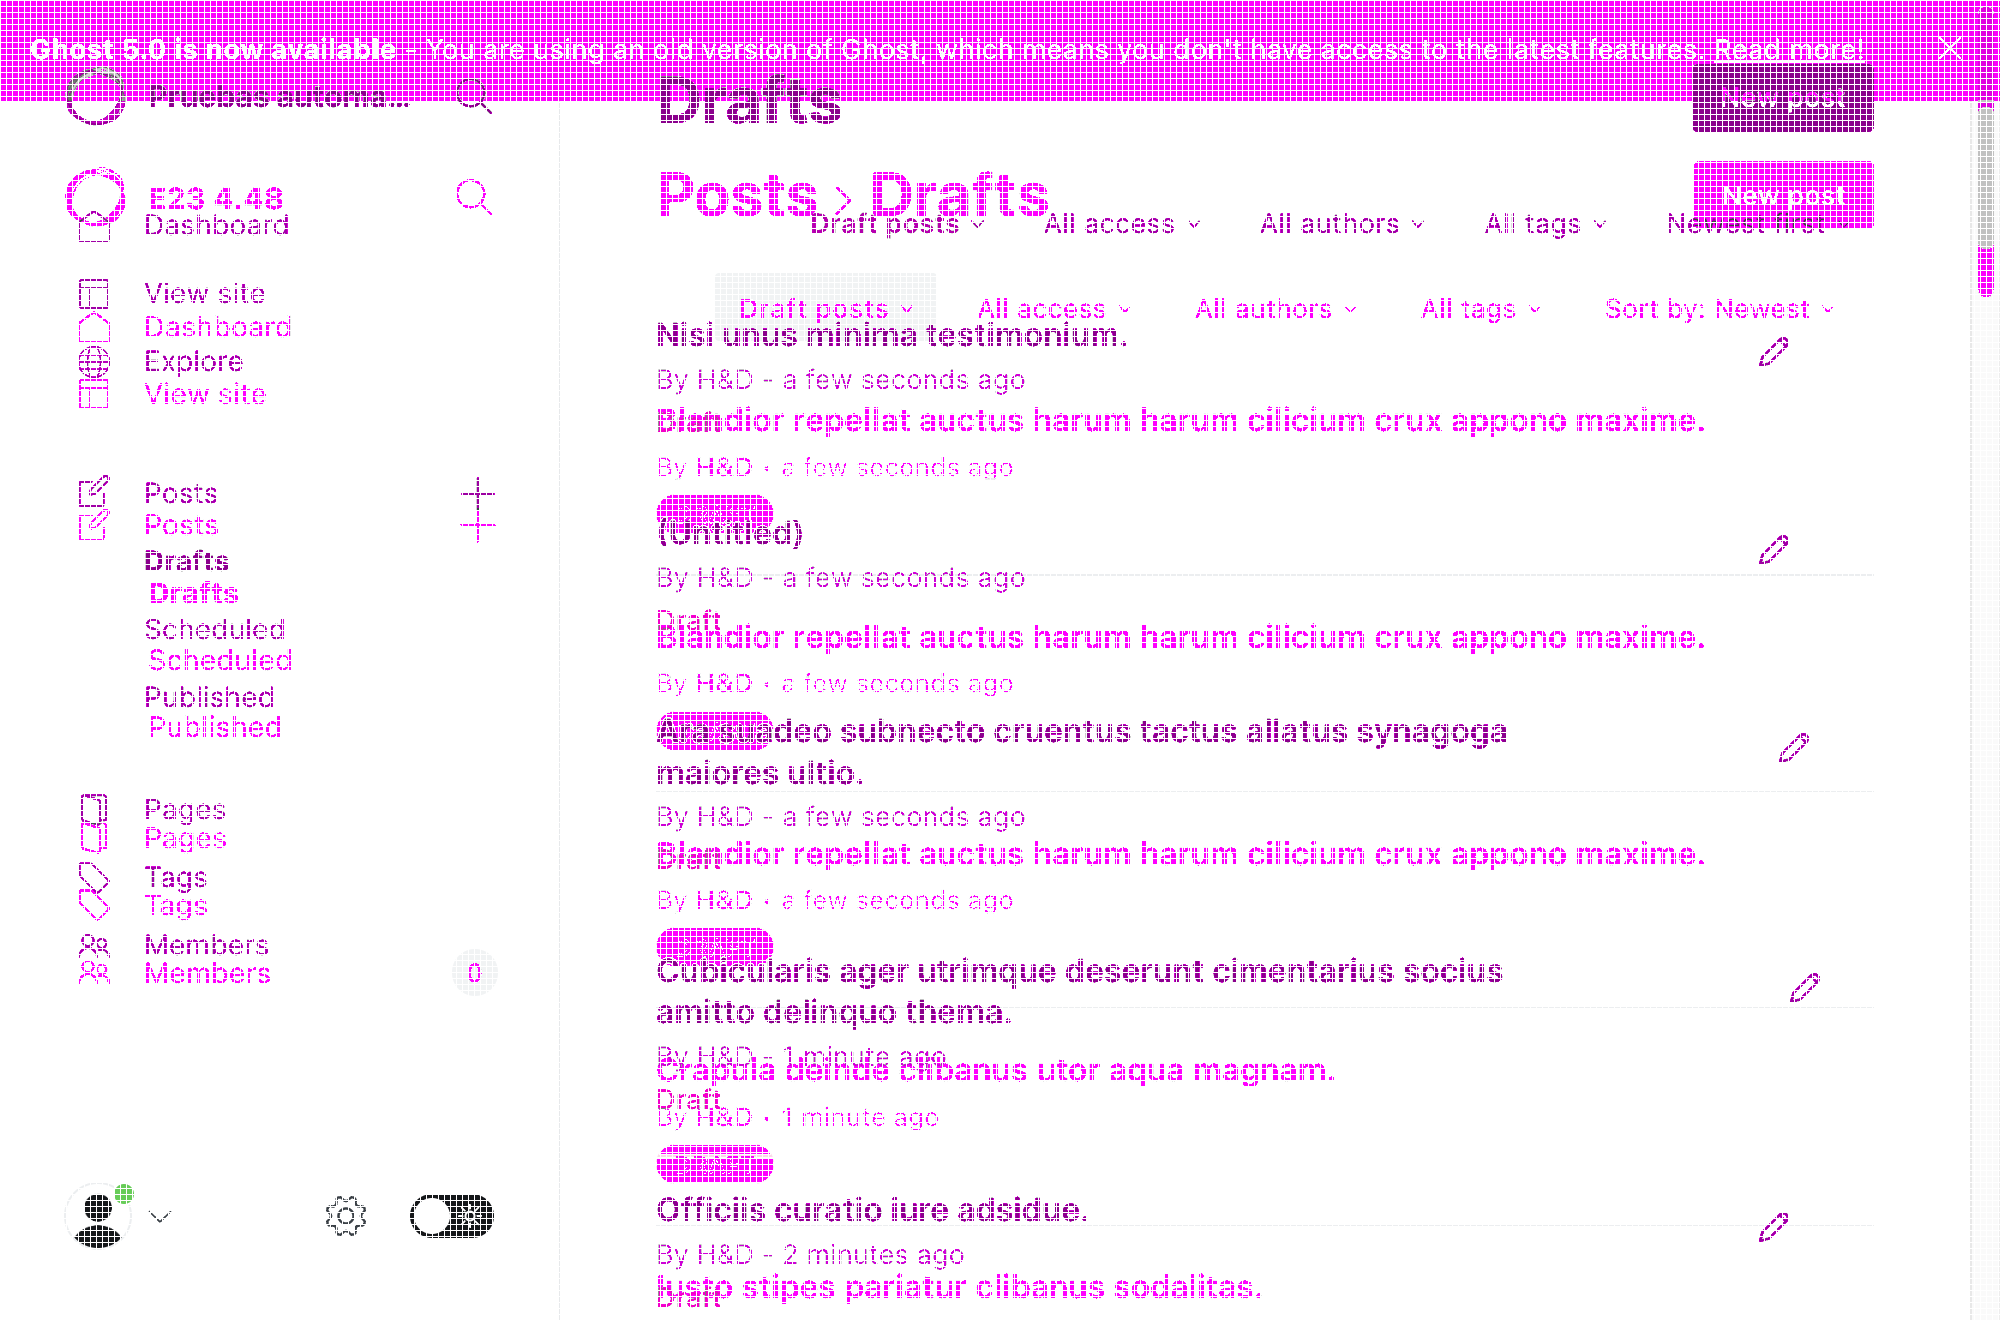 Ghost 5.0 is now available - You are using an old version of Ghost, which means you don't have access to the latest features. Read more!
Pruebas automa...
E23 4.48
Dashboard
View site
Dashboard
Explore
View site
Posts
Posts
Drafts
Drafts
Scheduled
Scheduled
Published
Published
Pages
Pages
Tags
Tags
Members
Members
0
Drafts
New post
Posts › Drafts
New post
Draft posts
All access
All authors
All tags
Newest first
Draft posts
All access
All authors
All tags
Sort by: Newest
Nisi unus minima testimonium.
By H&D - a few seconds ago
Blandior repellat auctus harum harum cilicium crux appono maxime.
By H&D · a few seconds ago
(Untitled)
By H&D - a few seconds ago
Draft
Blandior repellat auctus harum harum cilicium crux appono maxime.
By H&D · a few seconds ago
deo subnecto cruentus tactus allatus synagoga
maiores ultio.
By H&D - a few seconds ago
Blandior repellat auctus harum harum cilicium crux appono maxime.
By H&D · a few seconds ago
Cubicularis ager utrimque deserunt cimentarius socius
amitto delinquo thema.
By H&D - 1 minute ago
Crapula deinde clibanus utor aqua magnam.
Draft
By H&D · 1 minute ago
Officiis curatio iure adsidue.
By H&D - 2 minutes ago
Iusto stipes pariatur clibanus sodalitas.
Draft